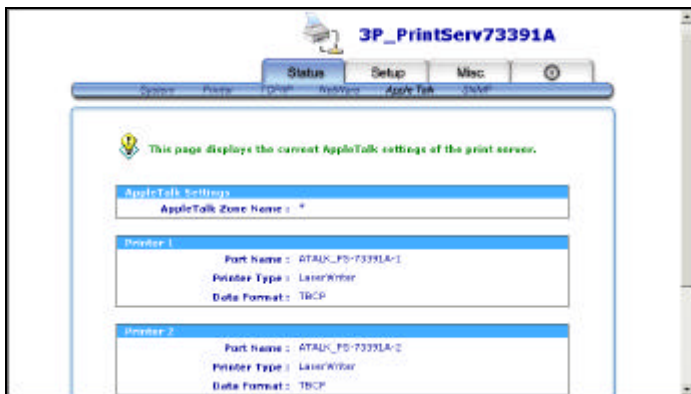 3P_PrintServ73391A
Status Setup Misc
System Printer TCP/IP NetWare Apple Talk SNMP
This page displays the current AppleTalk settings of the print server.
AppleTalk Settings
AppleTalk Zone Name : *
Printer 1
Port Name : ATALK_PS-73391A-1
Printer Type : LaserWriter
Data Format : TBCP
Printer 2
Port Name : ATALK_PS-73391A-2
Printer Type : LaserWriter
Data Format : TBCP